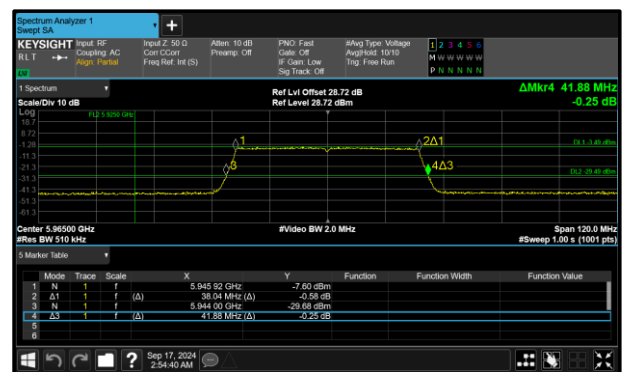 Spectrum Analyzer 1
Swept SA
+
KEYSIGHT Input: RF Input Z: 50 Ω Atten: 10 dB PNO: Fast #Avg Type: Voltage 1 2 3 4 5 6
RLT Coupling: AC Corr CCorr Preamp: Off Gate: Off Avg|Hold: 10/10 M W W W W W
Align: Partial Freq Ref: Int (S) IF Gain: Low Trig: Free Run
Sig Track: Off P N N N N N
LXI
1 Spectrum Ref Lvl Offset 28.72 dB ΔMkr4 41.88 MHz
Scale/Div 10 dB Ref Level 28.72 dBm -0.25 dB
Log
18.7
8.72
-1.28
-11.3
-21.3
-31.3
-41.3
-51.3
-61.3
FL2 5.9250 GHz
1 2Δ1 DL1 -3.49 dBm
3 4Δ3 DL2 -29.49 dBm
Center 5.96500 GHz #Video BW 2.0 MHz Span 120.0 MHz
#Res BW 510 kHz #Sweep 1.00 s (1001 pts)
5 Marker Table
Mode Trace Scale X Y Function Function Width Function Value
1 N 1 f 5.945 92 GHz -7.60 dBm
2 Δ1 1 f (Δ) 38.04 MHz (Δ) -0.58 dB
3 N 1 f 5.944 00 GHz -29.68 dBm
4 Δ3 1 f (Δ) 41.88 MHz (Δ) -0.25 dB
5
6
? Sep 17, 2024
2:54:40 AM